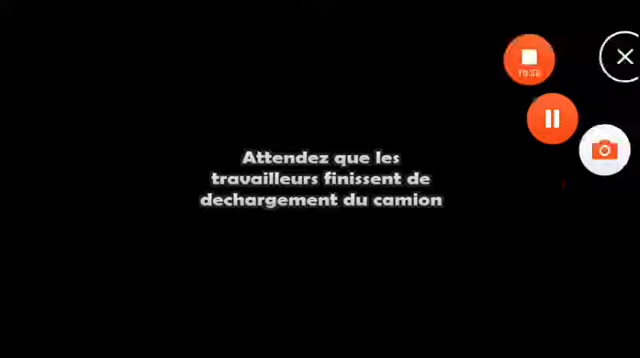 Attendez que les
travailleurs finissent de
dechargement du camion